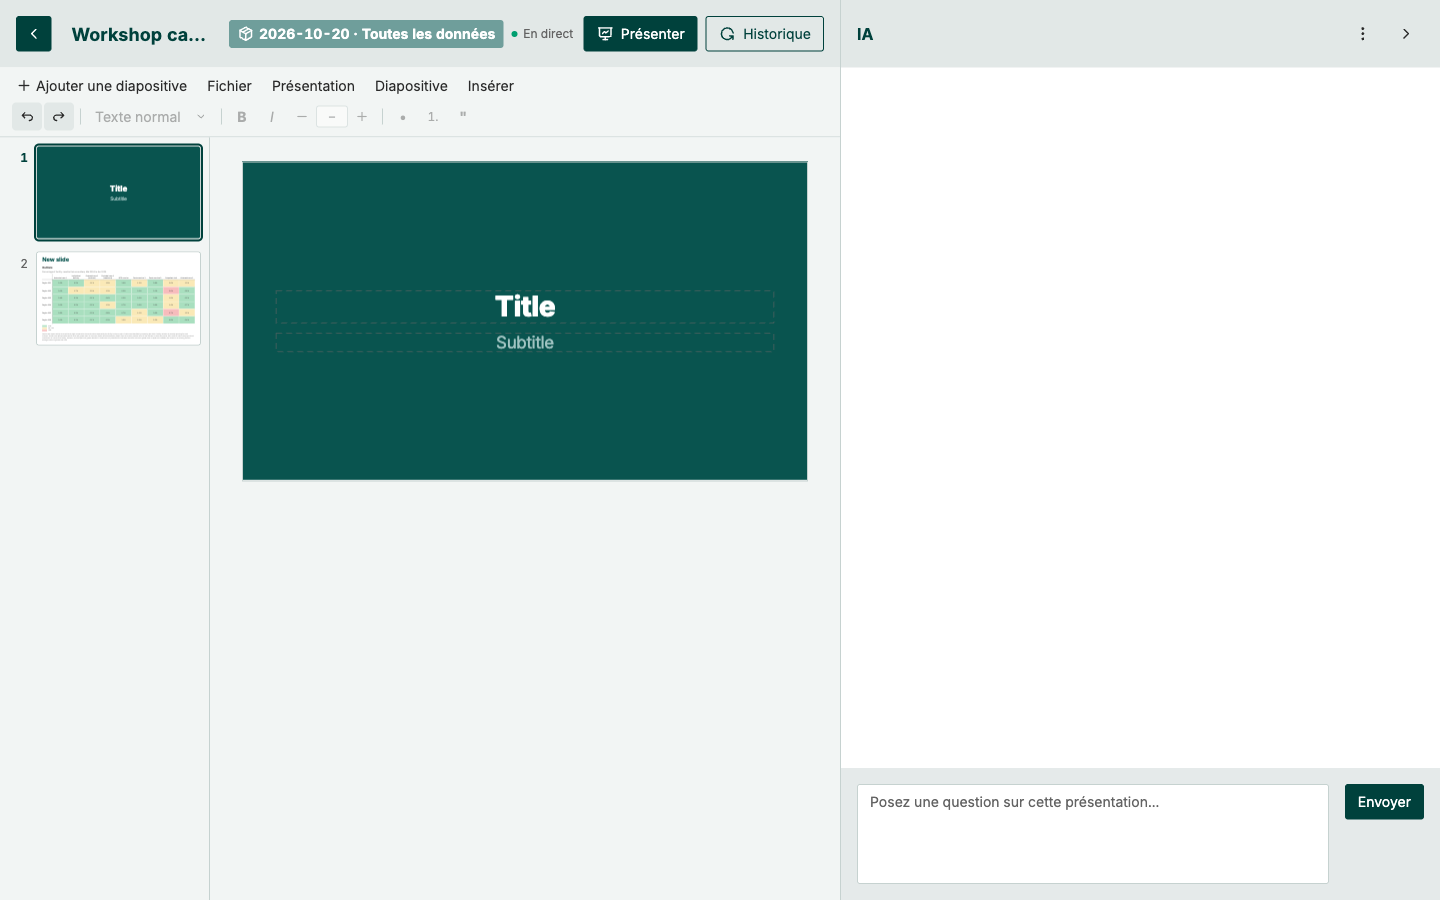 Workshop ca...
2026-10-20 · Toutes les données
En direct
Présenter
Historique
IA
+ Ajouter une diapositive
Fichier
Présentation
Diapositive
Insérer
Texte normal
B
I
1.
"
1
Title
Subtitle
2
New slide
Title
Subtitle
Posez une question sur cette présentation...
Envoyer